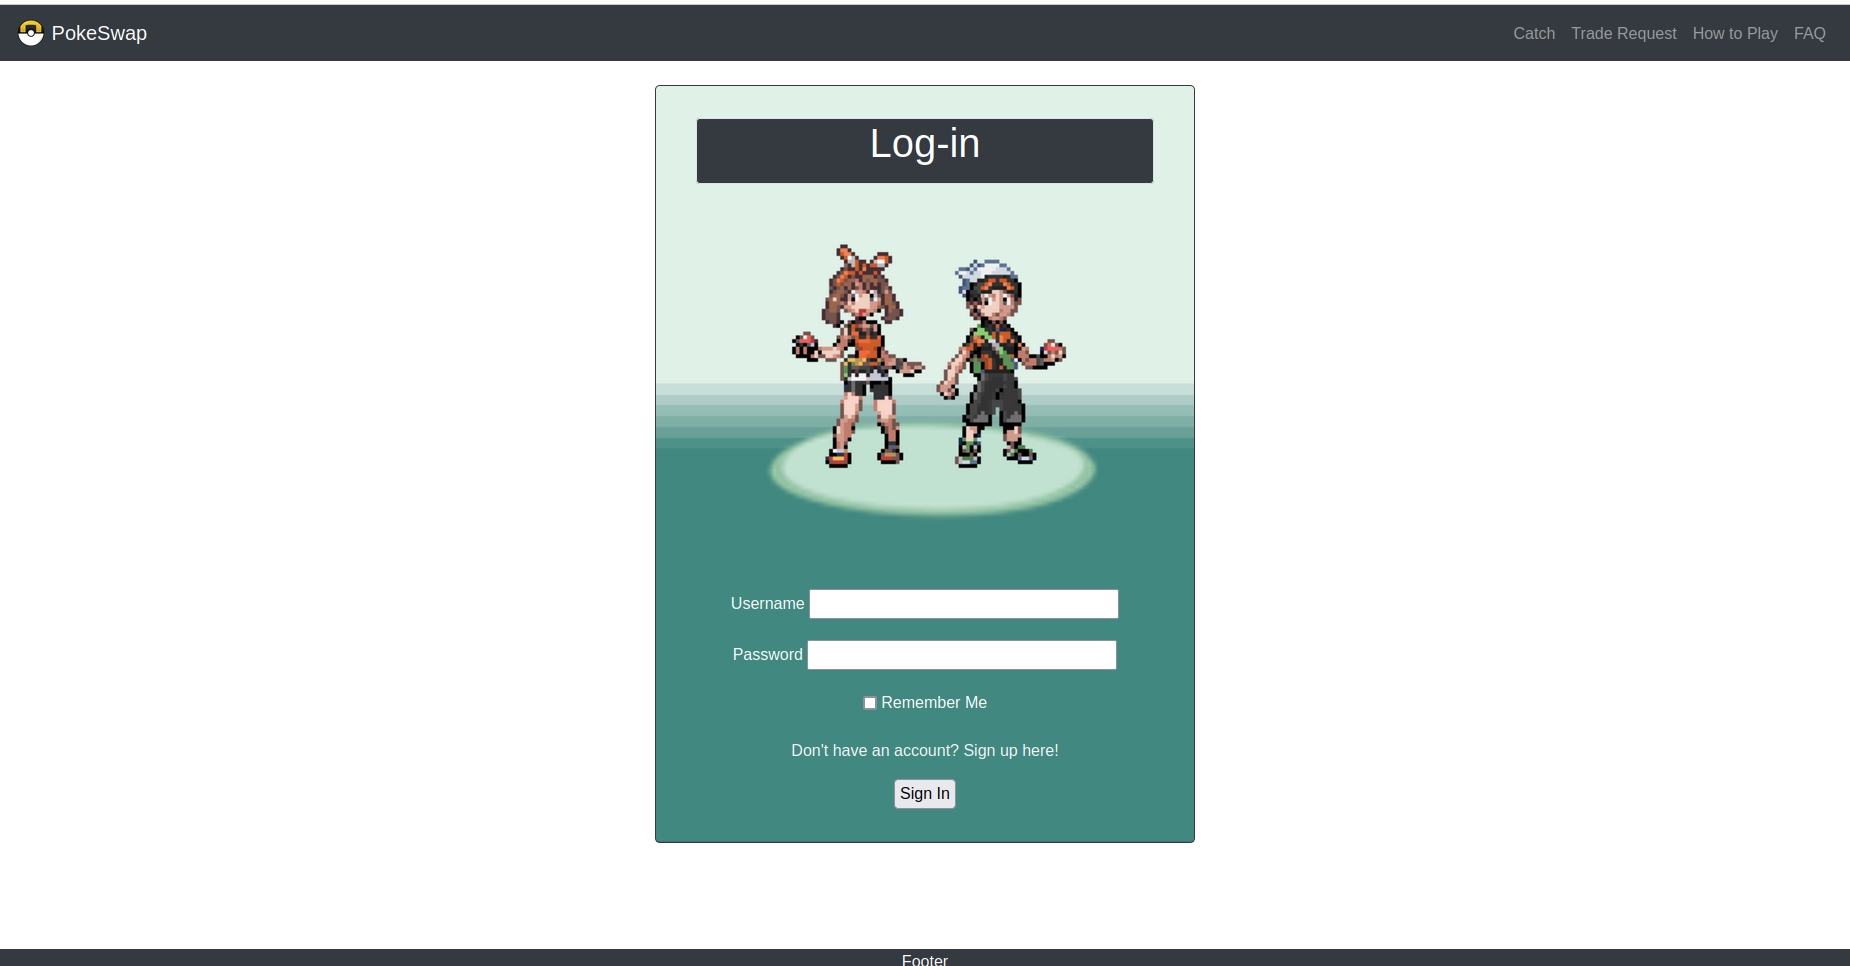 PokeSwap
Catch Trade Request How to Play FAQ
Log-in
Username
Password
Remember Me
Don't have an account? Sign up here!
Sign In
Footer